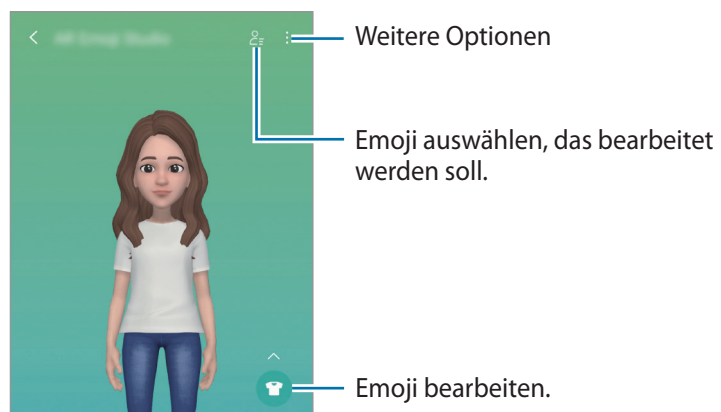 Weitere Optionen
Emoji auswählen, das bearbeitet
werden soll.
Emoji bearbeiten.